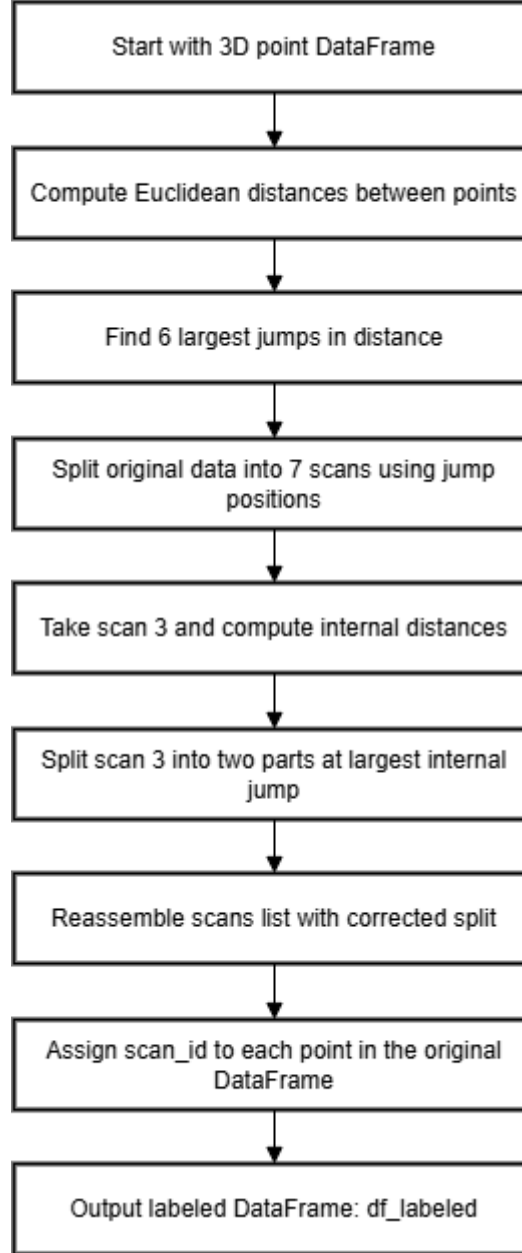 Start with 3D point DataFrame
Compute Euclidean distances between points
Find 6 largest jumps in distance
Split original data into 7 scans using jump
positions
Take scan 3 and compute internal distances
Split scan 3 into two parts at largest internal
jump
Reassemble scans list with corrected split
Assign scan_id to each point in the original
DataFrame
Output labeled DataFrame: df_labeled